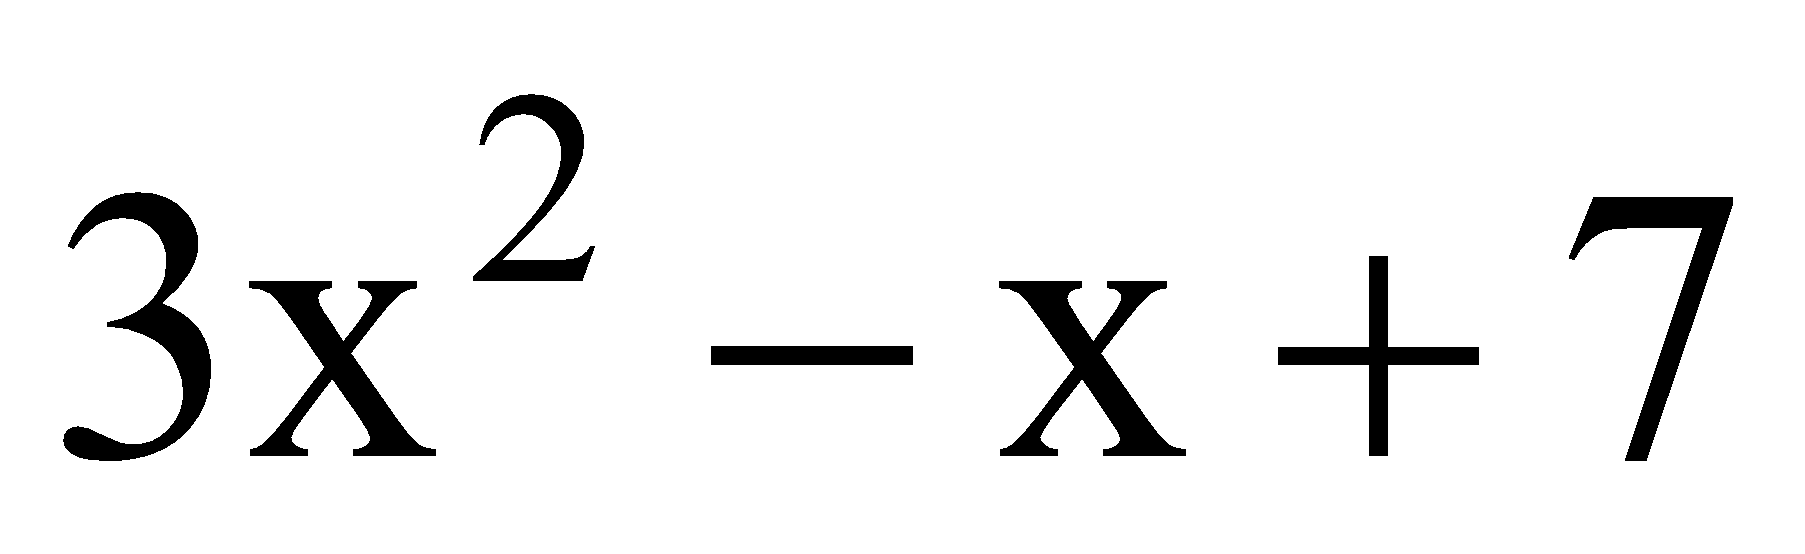 3x² − x + 7